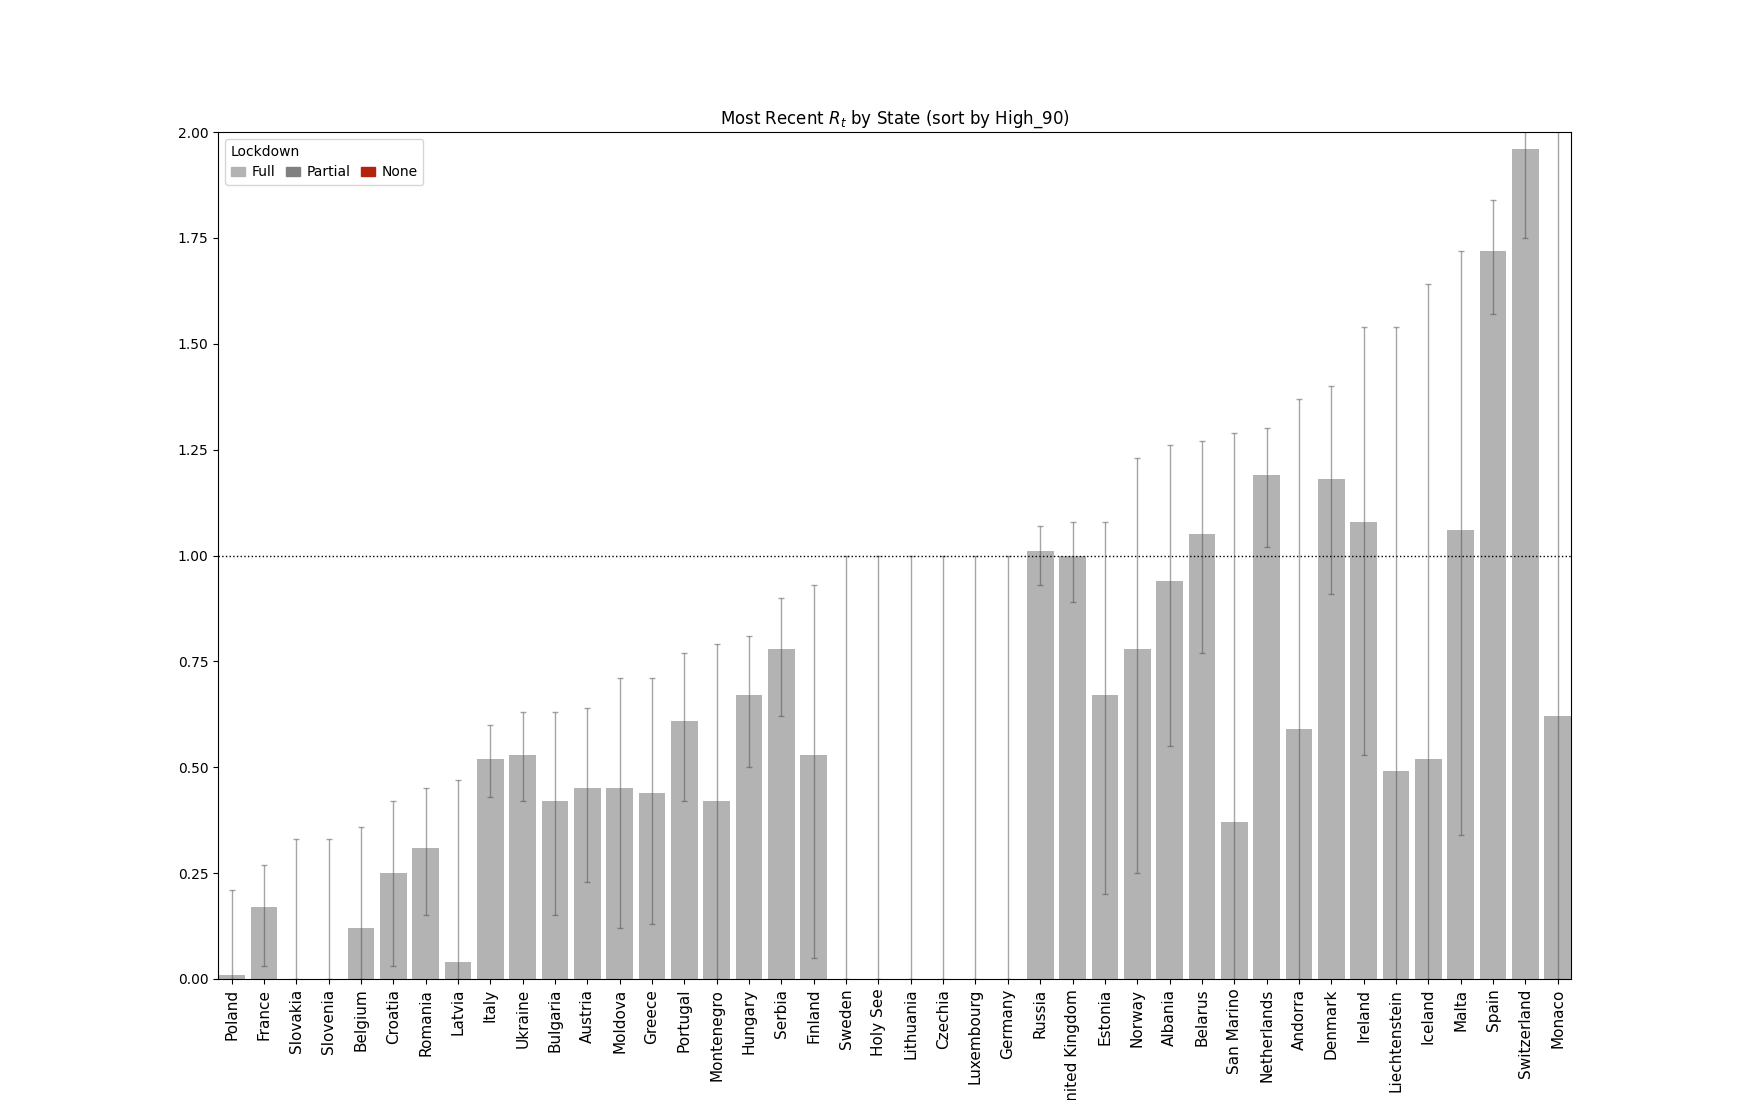 Most Recent R_t by State (sort by High_90)
Lockdown
Full Partial None
2.00
1.75
1.50
1.25
1.00
0.75
0.50
0.25
0.00
Poland
France
Slovakia
Slovenia
Belgium
Croatia
Romania
Latvia
Italy
Ukraine
Bulgaria
Austria
Moldova
Greece
Portugal
Montenegro
Hungary
Serbia
Finland
Sweden
Holy See
Lithuania
Czechia
Luxembourg
Germany
Russia
nited Kingdom
Estonia
Norway
Albania
Belarus
San Marino
Netherlands
Andorra
Denmark
Ireland
Liechtenstein
Iceland
Malta
Spain
Switzerland
Monaco